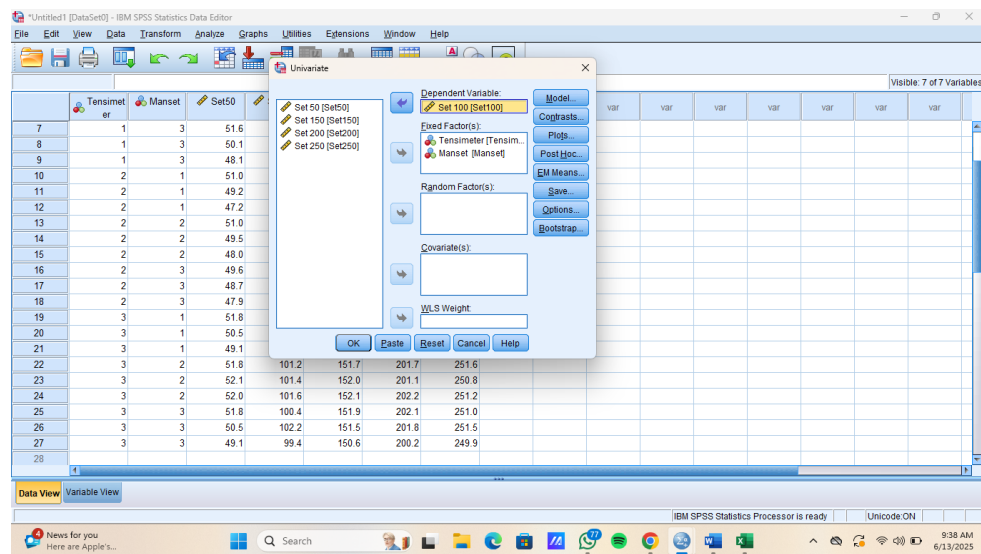 *Untitled1 [DataSet0] - IBM SPSS Statistics Data Editor
File Edit View Data Transform Analyze Graphs Utilities Extensions Window Help
Visible: 7 of 7 Variables
Tensimeter Manset Set50 var var var var var var var
7 1 3 51.6
8 1 3 50.1
9 1 3 48.1
10 2 1 51.0
11 2 1 49.2
12 2 1 47.2
13 2 2 51.0
14 2 2 49.5
15 2 2 48.0
16 2 3 49.6
17 2 3 48.7
18 2 3 47.9
19 3 1 51.8
20 3 1 50.5
21 3 1 49.1
22 3 2 51.8 101.2 151.7 201.7 251.6
23 3 2 52.1 101.4 152.0 201.1 250.8
24 3 2 52.0 101.6 152.1 202.2 251.2
25 3 3 51.8 100.4 151.9 202.1 251.0
26 3 3 50.5 102.2 151.5 201.8 251.5
27 3 3 49.1 99.4 150.6 200.2 249.9
28
Univariate
Set 50 [Set50]
Set 150 [Set150]
Set 200 [Set200]
Set 250 [Set250]
Dependent Variable:
Set 100 [Set100]
Fixed Factor(s):
Tensimeter [Tensim...
Manset [Manset]
Random Factor(s):
Covariate(s):
WLS Weight:
Model...
Contrasts...
Plots...
Post Hoc...
EM Means...
Save...
Options...
Bootstrap...
OK Paste Reset Cancel Help
Data View Variable View
IBM SPSS Statistics Processor is ready Unicode:ON
4 News for you
Here are Apple's...
Search
27
9:38 AM
6/13/2025